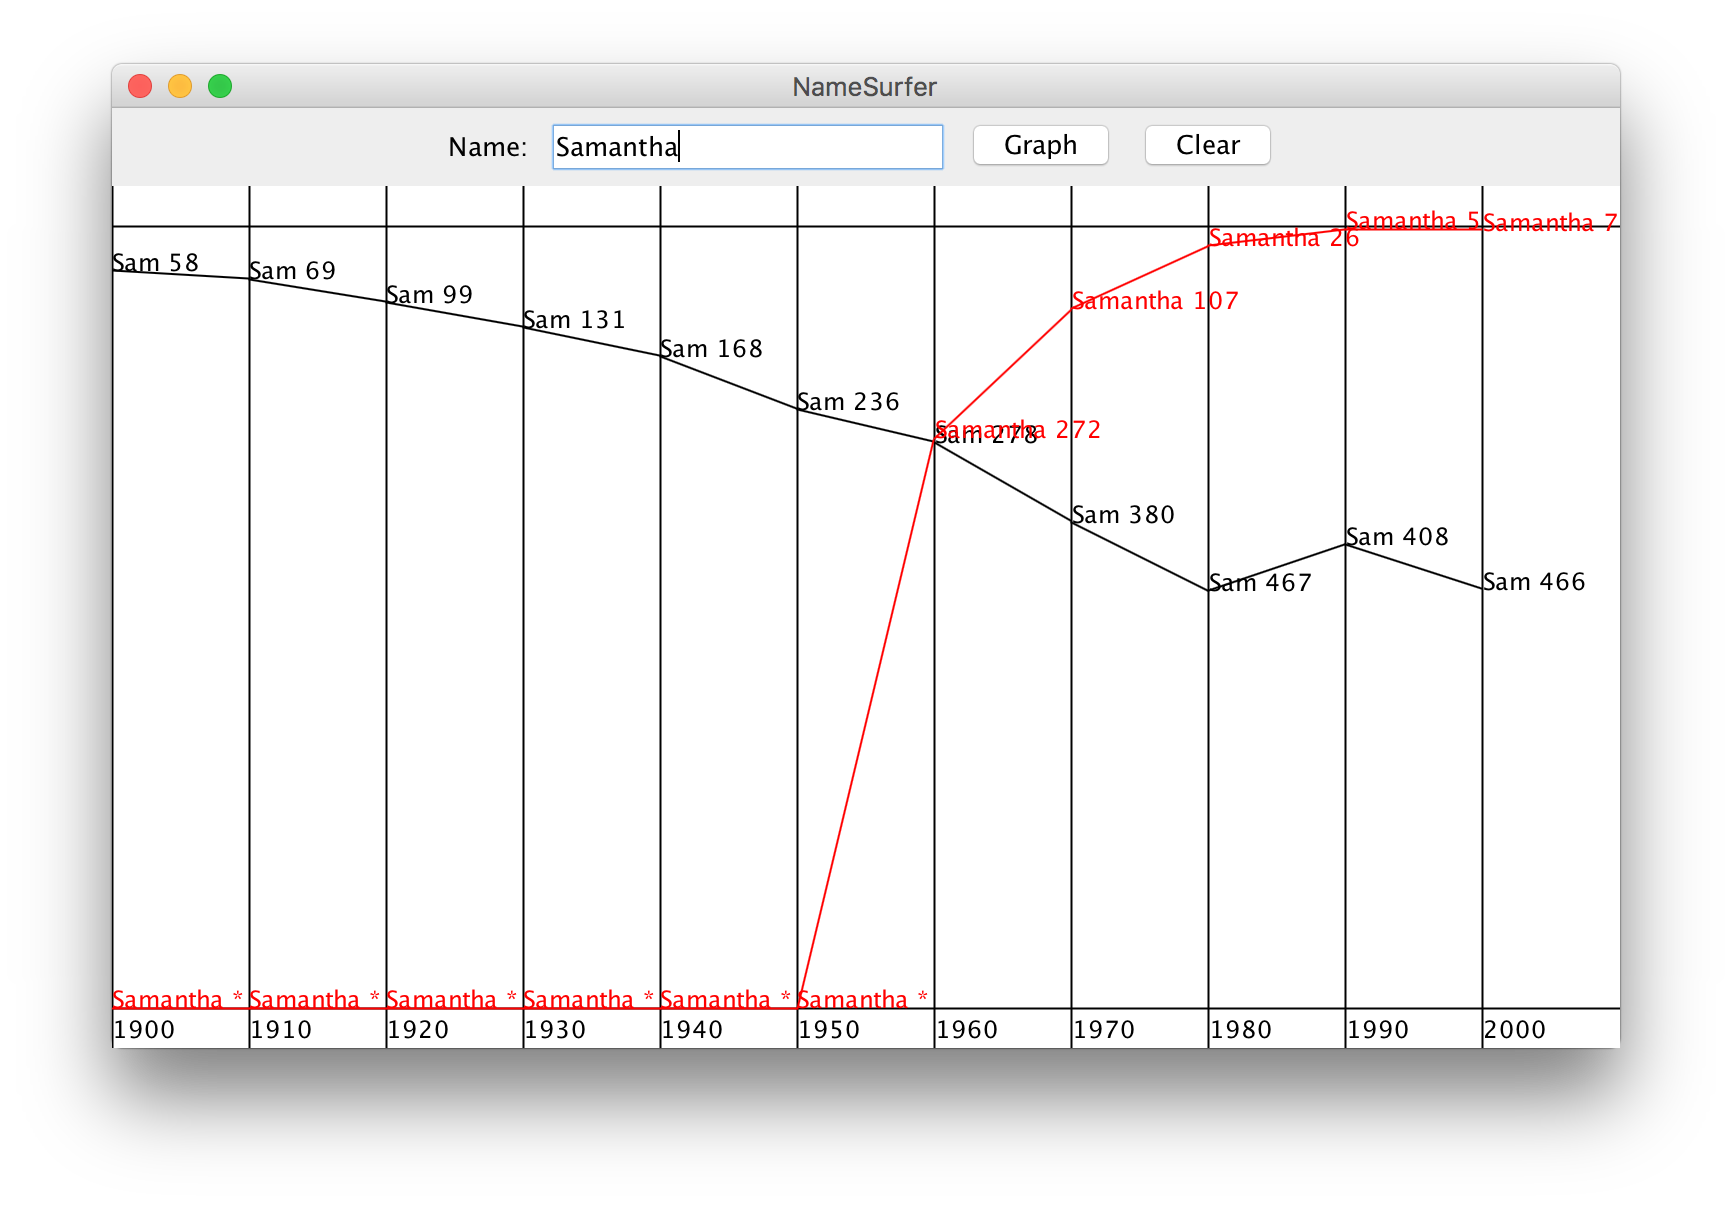 NameSurfer
Name: Samantha Graph Clear
Samantha 5 Samantha 7
Samantha 26
Sam 58
Sam 69
Sam 99
Samantha 107
Sam 131
Sam 168
Sam 236
Samantha 272
Sam 278
Sam 380
Sam 408
Sam 467
Sam 466
Samantha * Samantha * Samantha * Samantha * Samantha * Samantha *
1900 1910 1920 1930 1940 1950 1960 1970 1980 1990 2000